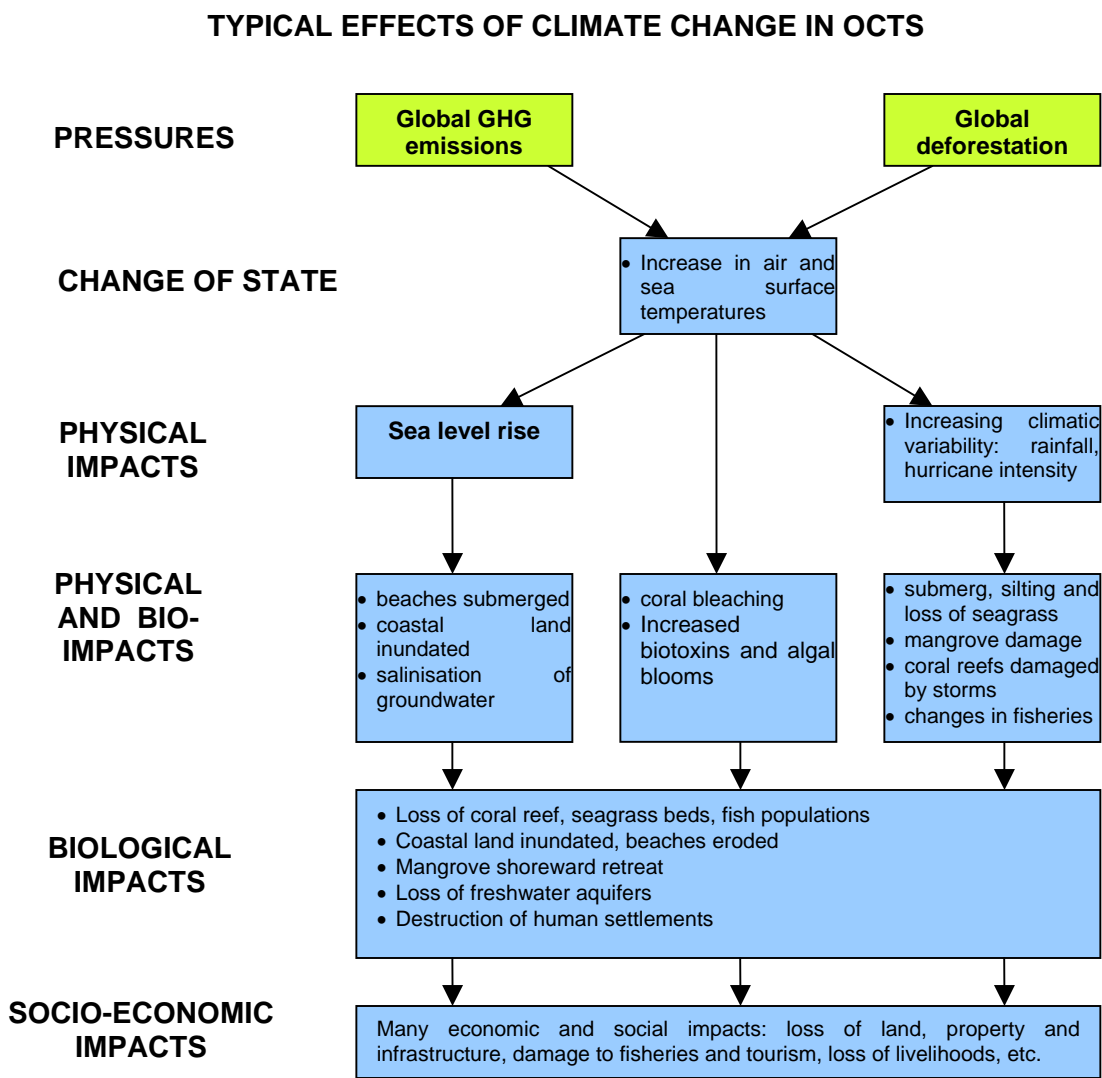 TYPICAL EFFECTS OF CLIMATE CHANGE IN OCTS
PRESSURES
Global GHG
emissions
Global
deforestation
CHANGE OF STATE
• Increase in air and
sea surface
temperatures
PHYSICAL
IMPACTS
Sea level rise
• Increasing climatic
variability: rainfall,
hurricane intensity
PHYSICAL
AND BIO-
IMPACTS
• beaches submerged
• coastal land
inundated
• salinisation of
groundwater
• coral bleaching
• Increased
biotoxins and algal
blooms
• submerg, silting and
loss of seagrass
• mangrove damage
• coral reefs damaged
by storms
• changes in fisheries
BIOLOGICAL
IMPACTS
• Loss of coral reef, seagrass beds, fish populations
• Coastal land inundated, beaches eroded
• Mangrove shoreward retreat
• Loss of freshwater aquifers
• Destruction of human settlements
SOCIO-ECONOMIC
IMPACTS
Many economic and social impacts: loss of land, property and
infrastructure, damage to fisheries and tourism, loss of livelihoods, etc.